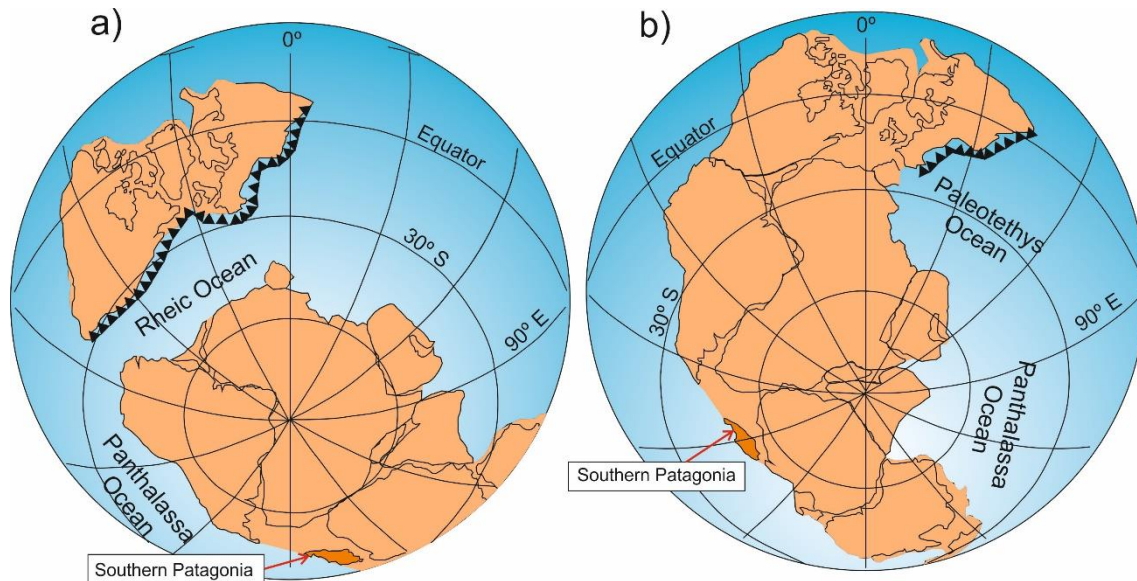 a)
0º
Equator
30º S
Rheic Ocean
90º E
Panthalassa
Ocean
Southern Patagonia
b)
0º
Equator
Paleotethys
Ocean
30º S
90º E
Panthalassa
Ocean
Southern Patagonia